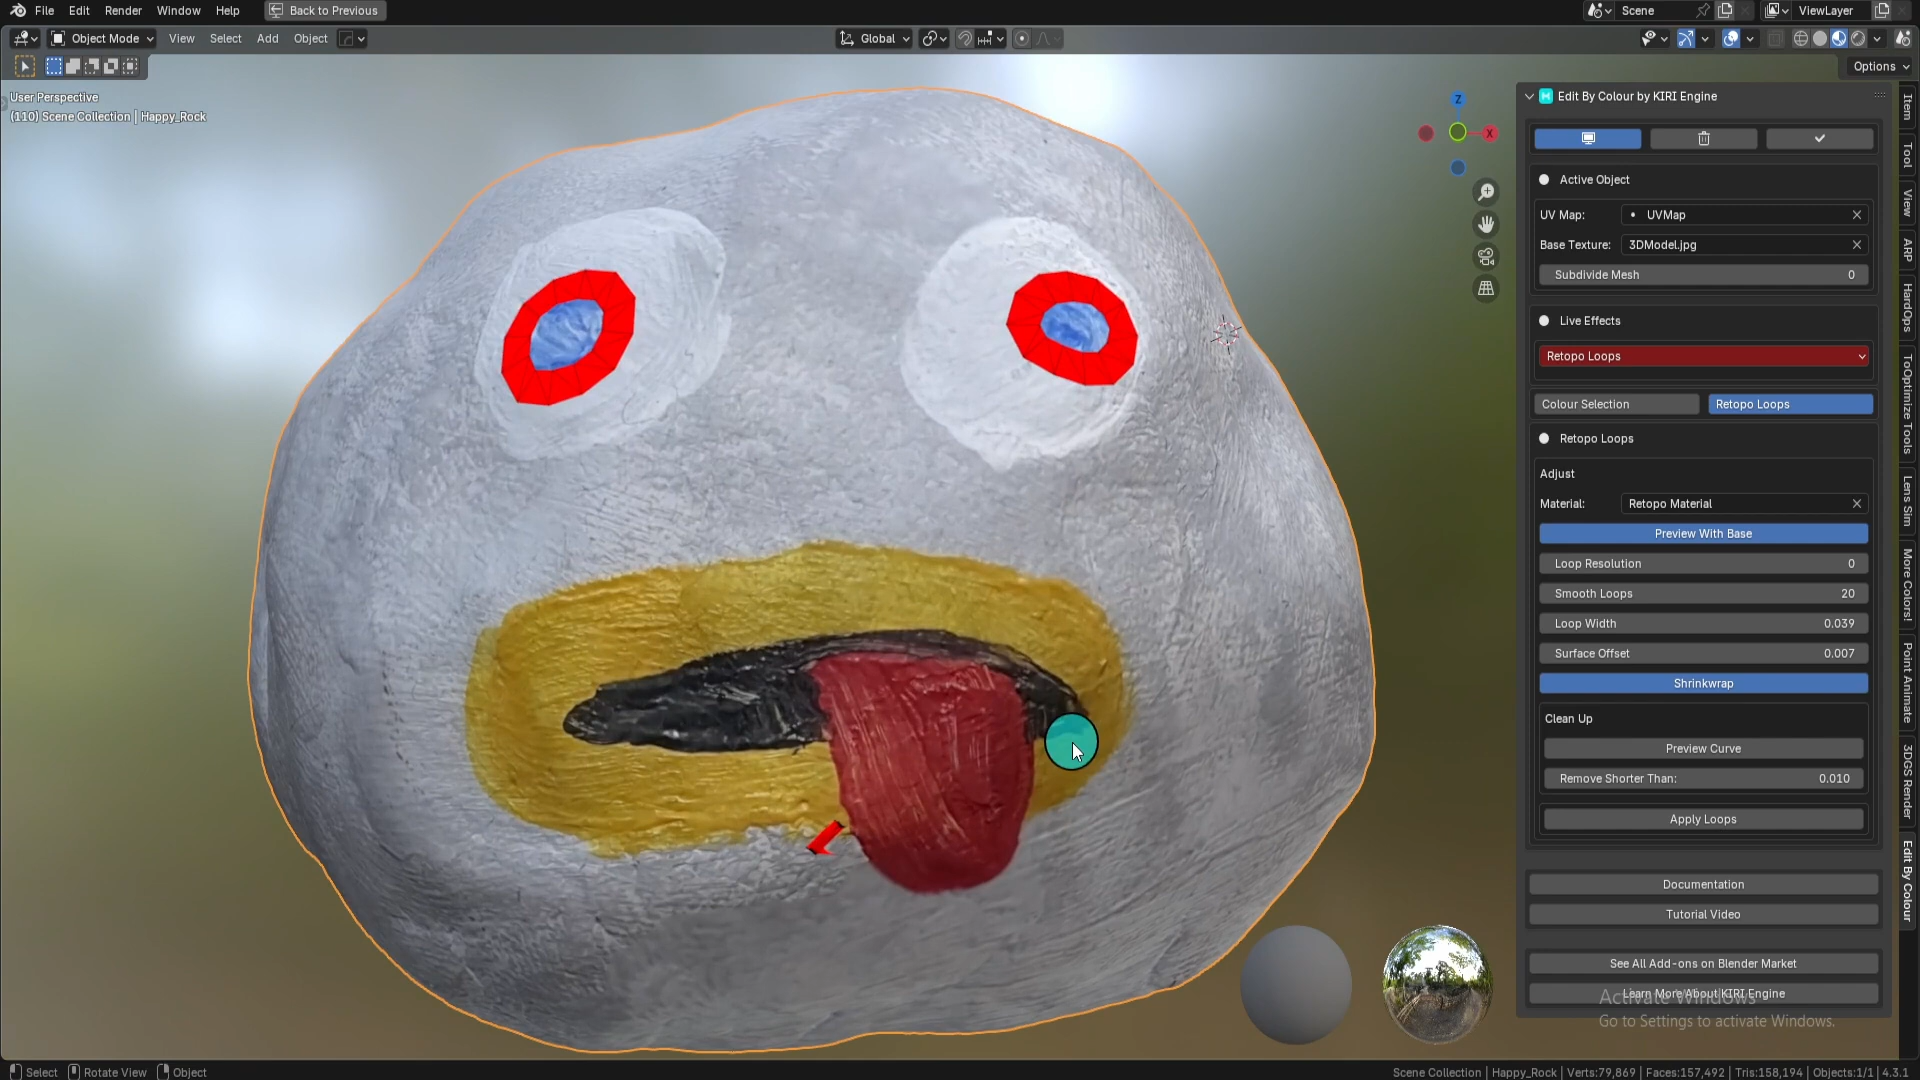 File Edit Render Window Help Back to Previous Scene ViewLayer
Object Mode View Select Add Object Global
Options
User Perspective
(110) Scene Collection | Happy_Rock
Z
X
Edit By Colour by KIRI Engine
Active Object
UV Map: UVMap
Base Texture: 3DModel.jpg
Subdivide Mesh 0
Live Effects
Retopo Loops
Colour Selection Retopo Loops
Retopo Loops
Adjust
Material: Retopo Material
Preview With Base
Loop Resolution 0
Smooth Loops 20
Loop Width 0.039
Surface Offset 0.007
Shrinkwrap
Clean Up
Preview Curve
Remove Shorter Than: 0.010
Apply Loops
Documentation
Tutorial Video
See All Add-ons on Blender Market
Learn More About KIRI Engine
Activate Windows
Go to Settings to activate Windows.
Item
Tool
View
ARP
HardOps
ToOptimize Tools
Lens Sim
More Colors!
Point Animate
3DGS Render
Edit By Colour
Select Rotate View Object
Scene Collection | Happy_Rock | Verts:79,869 | Faces:157,492 | Tris:158,194 | Objects:1/1 | 4.3.1